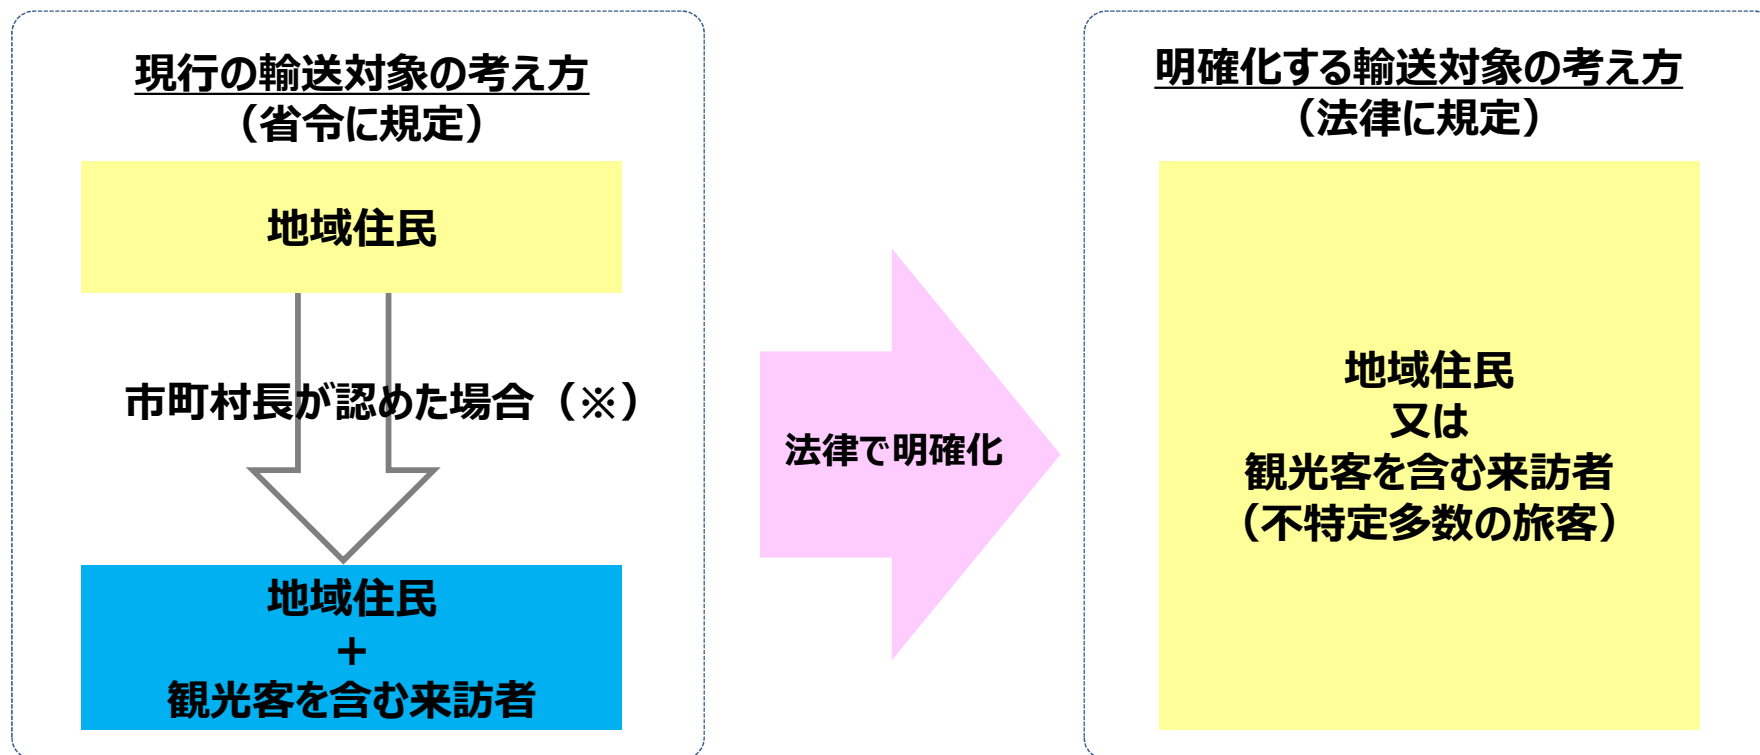 現行の輸送対象の考え方
（省令に規定）
地域住民
市町村長が認めた場合（※）
地域住民
＋
観光客を含む来訪者
法律で明確化
明確化する輸送対象の考え方
（法律に規定）
地域住民
又は
観光客を含む来訪者
（不特定多数の旅客）